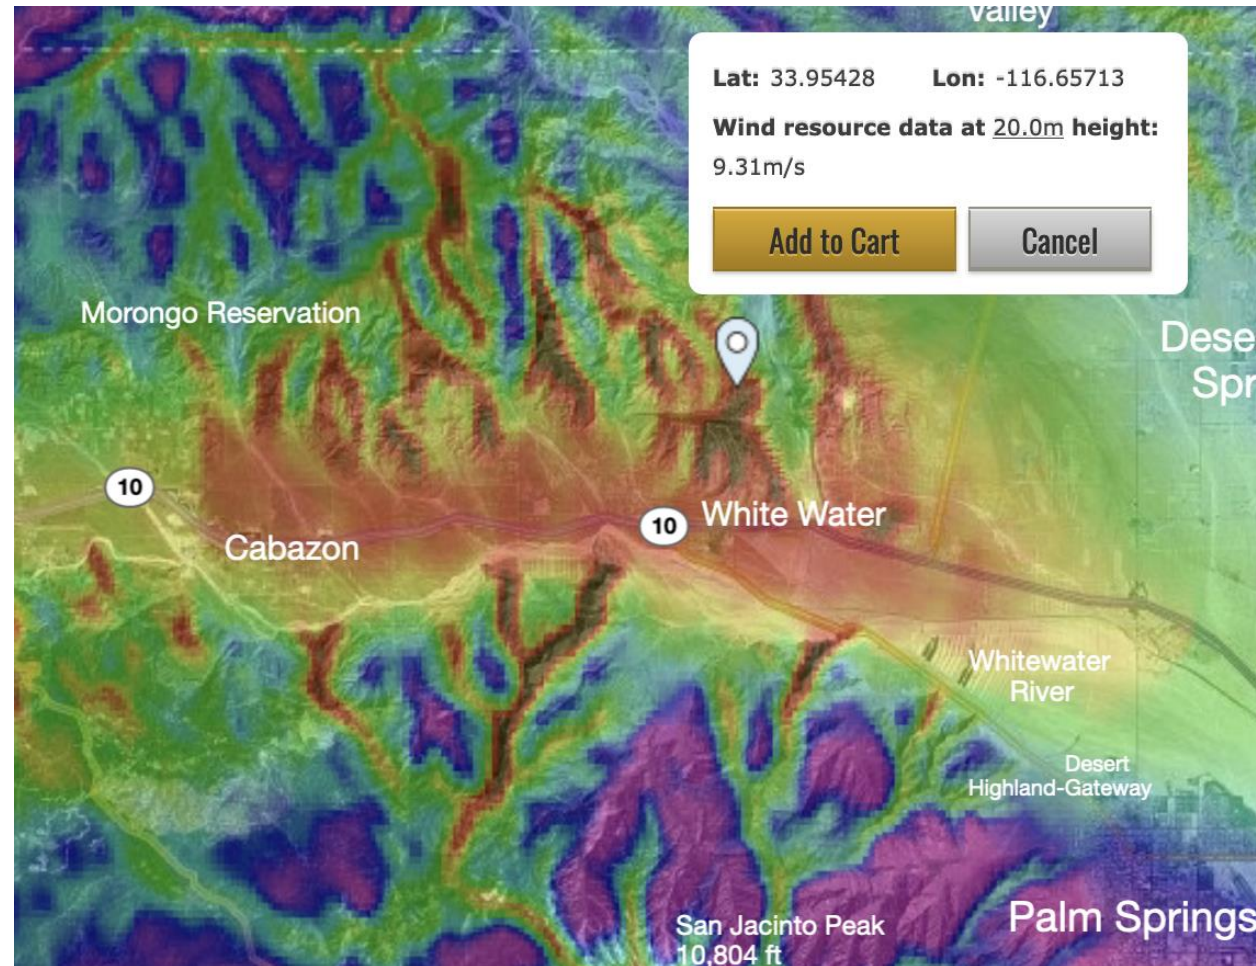 Valley
Lat: 33.95428 Lon: -116.65713
Wind resource data at 20.0m height:
9.31m/s
Add to Cart Cancel
Morongo Reservation
Dese
Spr
10
10
White Water
Cabazon
Whitewater
River
Desert
Highland-Gateway
Palm Springs
San Jacinto Peak
10,804 ft